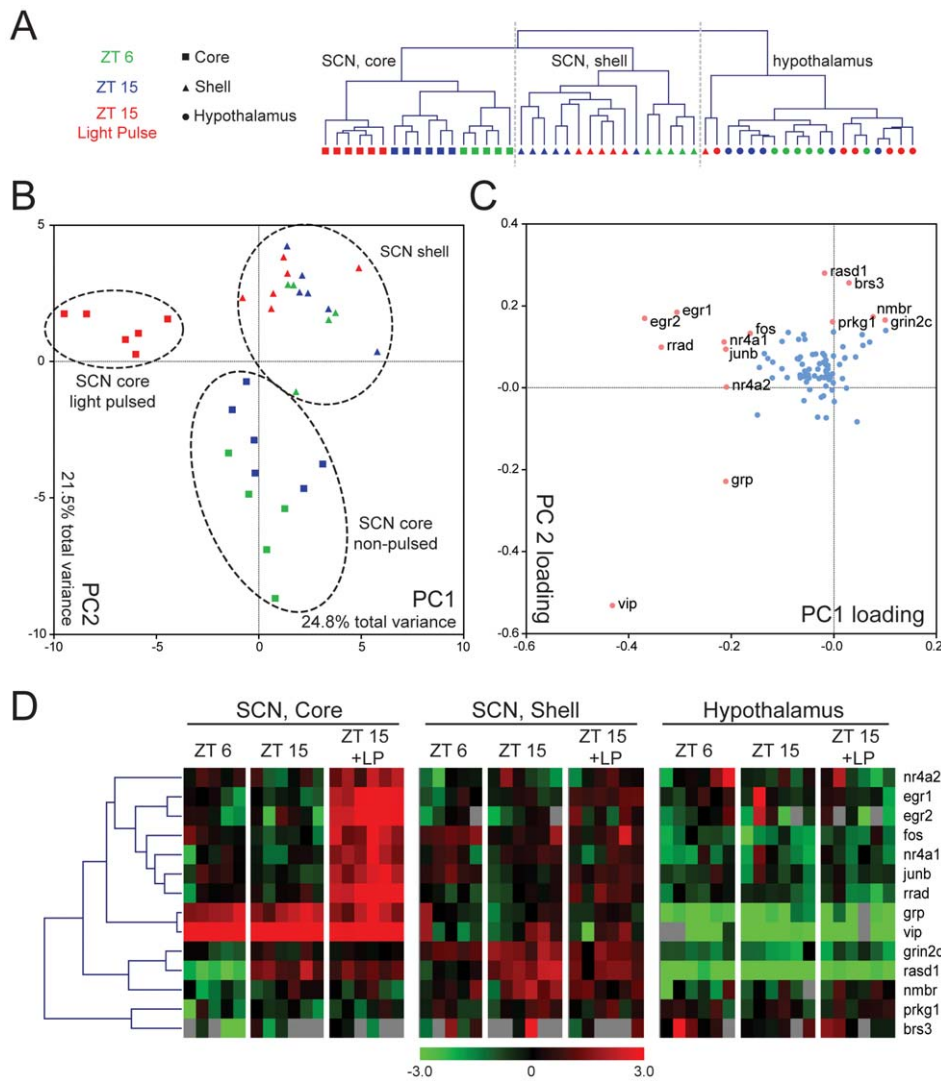 A
ZT 6
ZT 15
ZT 15
Light Pulse
Core
Shell
Hypothalamus
SCN, core
SCN, shell
hypothalamus
B
5
0
-5
-10
-10
-5
0
5
10
SCN shell
SCN core
light pulsed
SCN core
non-pulsed
PC2
21.5% total variance
PC1
24.8% total variance
C
0.4
0.2
-0.0
-0.2
-0.4
-0.6
-0.6
-0.4
-0.2
-0.0
0.2
rasd1
brs3
nmbr
grin2c
prkg1
egr1
egr2
fos
nr4a1
rrad
junb
nr4a2
grp
vip
PC 2 loading
PC1 loading
D
SCN, Core
SCN, Shell
Hypothalamus
ZT 6
ZT 15
ZT 15
+LP
ZT 6
ZT 15
ZT 15
+LP
ZT 6
ZT 15
ZT 15
+LP
nr4a2
egr1
egr2
fos
nr4a1
junb
rrad
grp
vip
grin2c
rasd1
nmbr
prkg1
brs3
-3.0
0
3.0